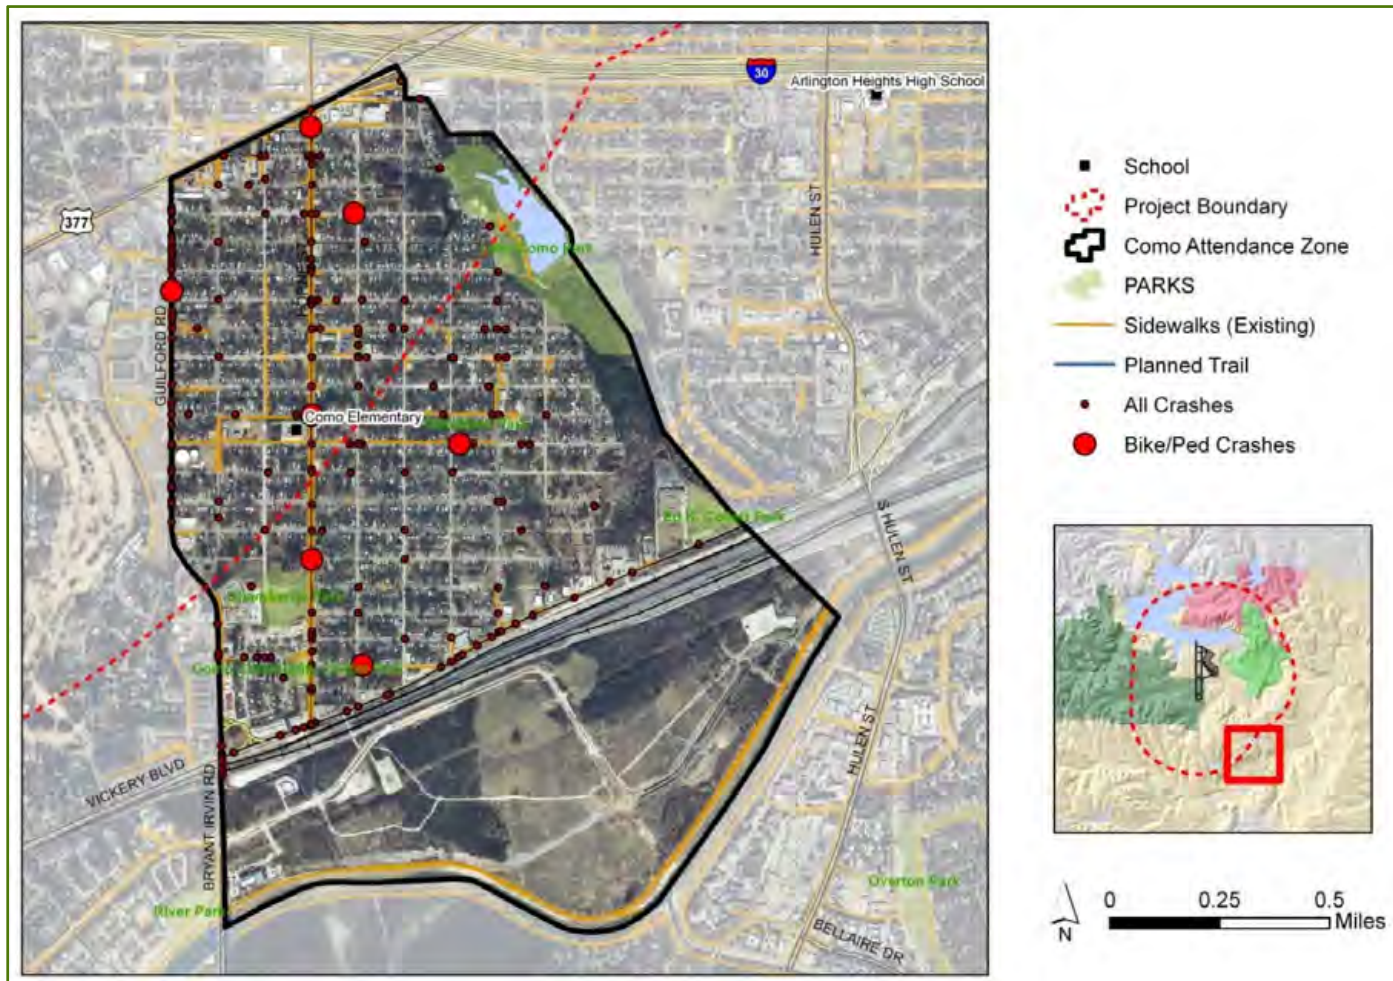 30
Arlington Heights High School
377
HULEN ST
Como Park
GUILFORD RD
Como Elementary
S HULEN ST
VICKERY BLVD
BRYANT IRVIN RD
HULEN ST
River Park
Overton Park
BELLAIRE DR
School
Project Boundary
Como Attendance Zone
PARKS
Sidewalks (Existing)
Planned Trail
All Crashes
Bike/Ped Crashes
N
0 0.25 0.5
Miles